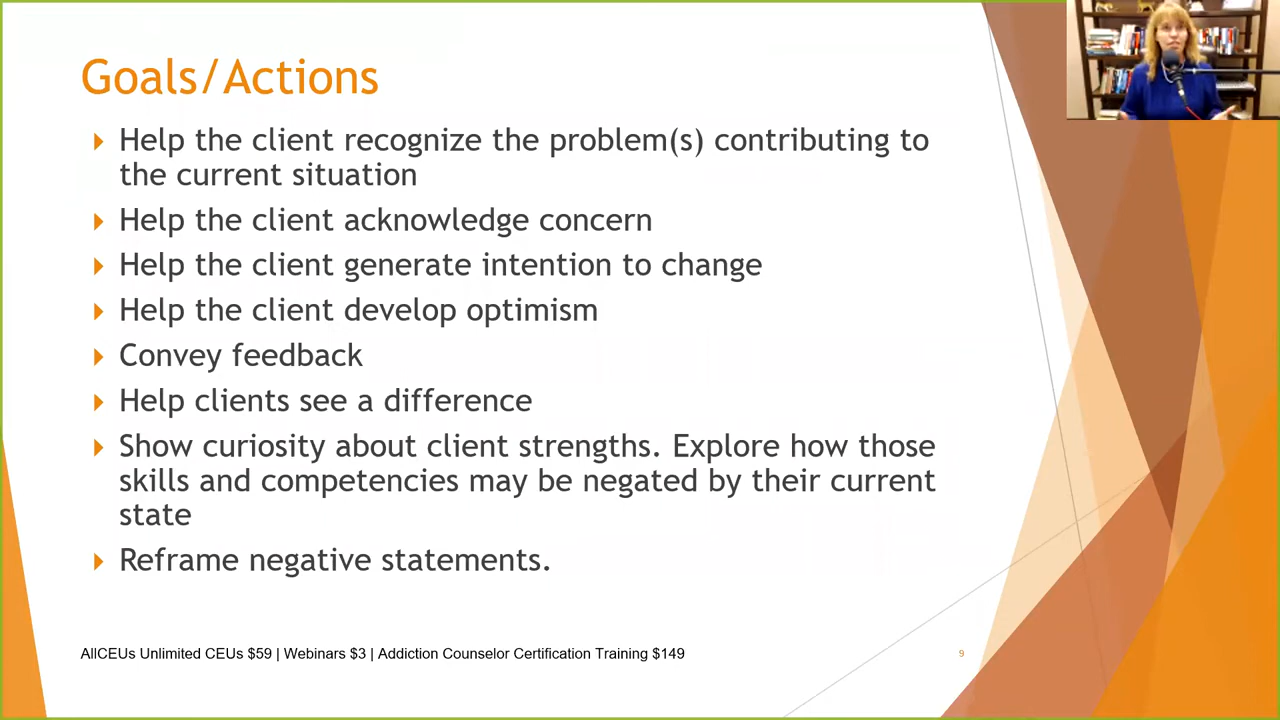 Goals/Actions
Help the client recognize the problem(s) contributing to
the current situation
Help the client acknowledge concern
Help the client generate intention to change
Help the client develop optimism
Convey feedback
Help clients see a difference
Show curiosity about client strengths. Explore how those
skills and competencies may be negated by their current
state
Reframe negative statements.
AllCEUs Unlimited CEUs $59 | Webinars $3 | Addiction Counselor Certification Training $149
9